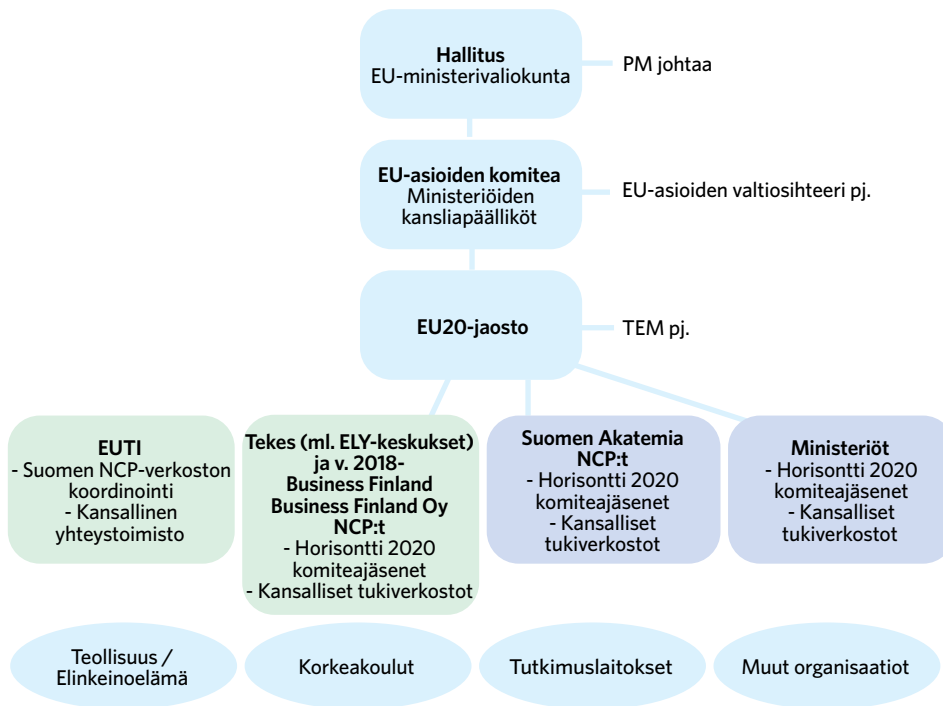 Hallitus
EU-ministerivaliokunta
PM johtaa
EU-asioiden komitea
Ministeriöiden
kansliapäälliköt
EU-asioiden valtiosihteeri pj.
EU20-jaosto
TEM pj.
EUTI
- Suomen NCP-verkoston
koordinointi
- Kansallinen
yhteystoimisto
Tekes (ml. ELY-keskukset)
ja v. 2018-
Business Finland
Business Finland Oy
NCP:t
- Horisontti 2020
komiteajäsenet
- Kansalliset tukiverkostot
Suomen Akatemia
NCP:t
- Horisontti 2020
komiteajäsenet
- Kansalliset
tukiverkostot
Ministeriöt
- Horisontti 2020
komiteajäsenet
- Kansalliset
tukiverkostot
Teollisuus /
Elinkeinoelämä
Korkeakoulut
Tutkimuslaitokset
Muut organisaatiot